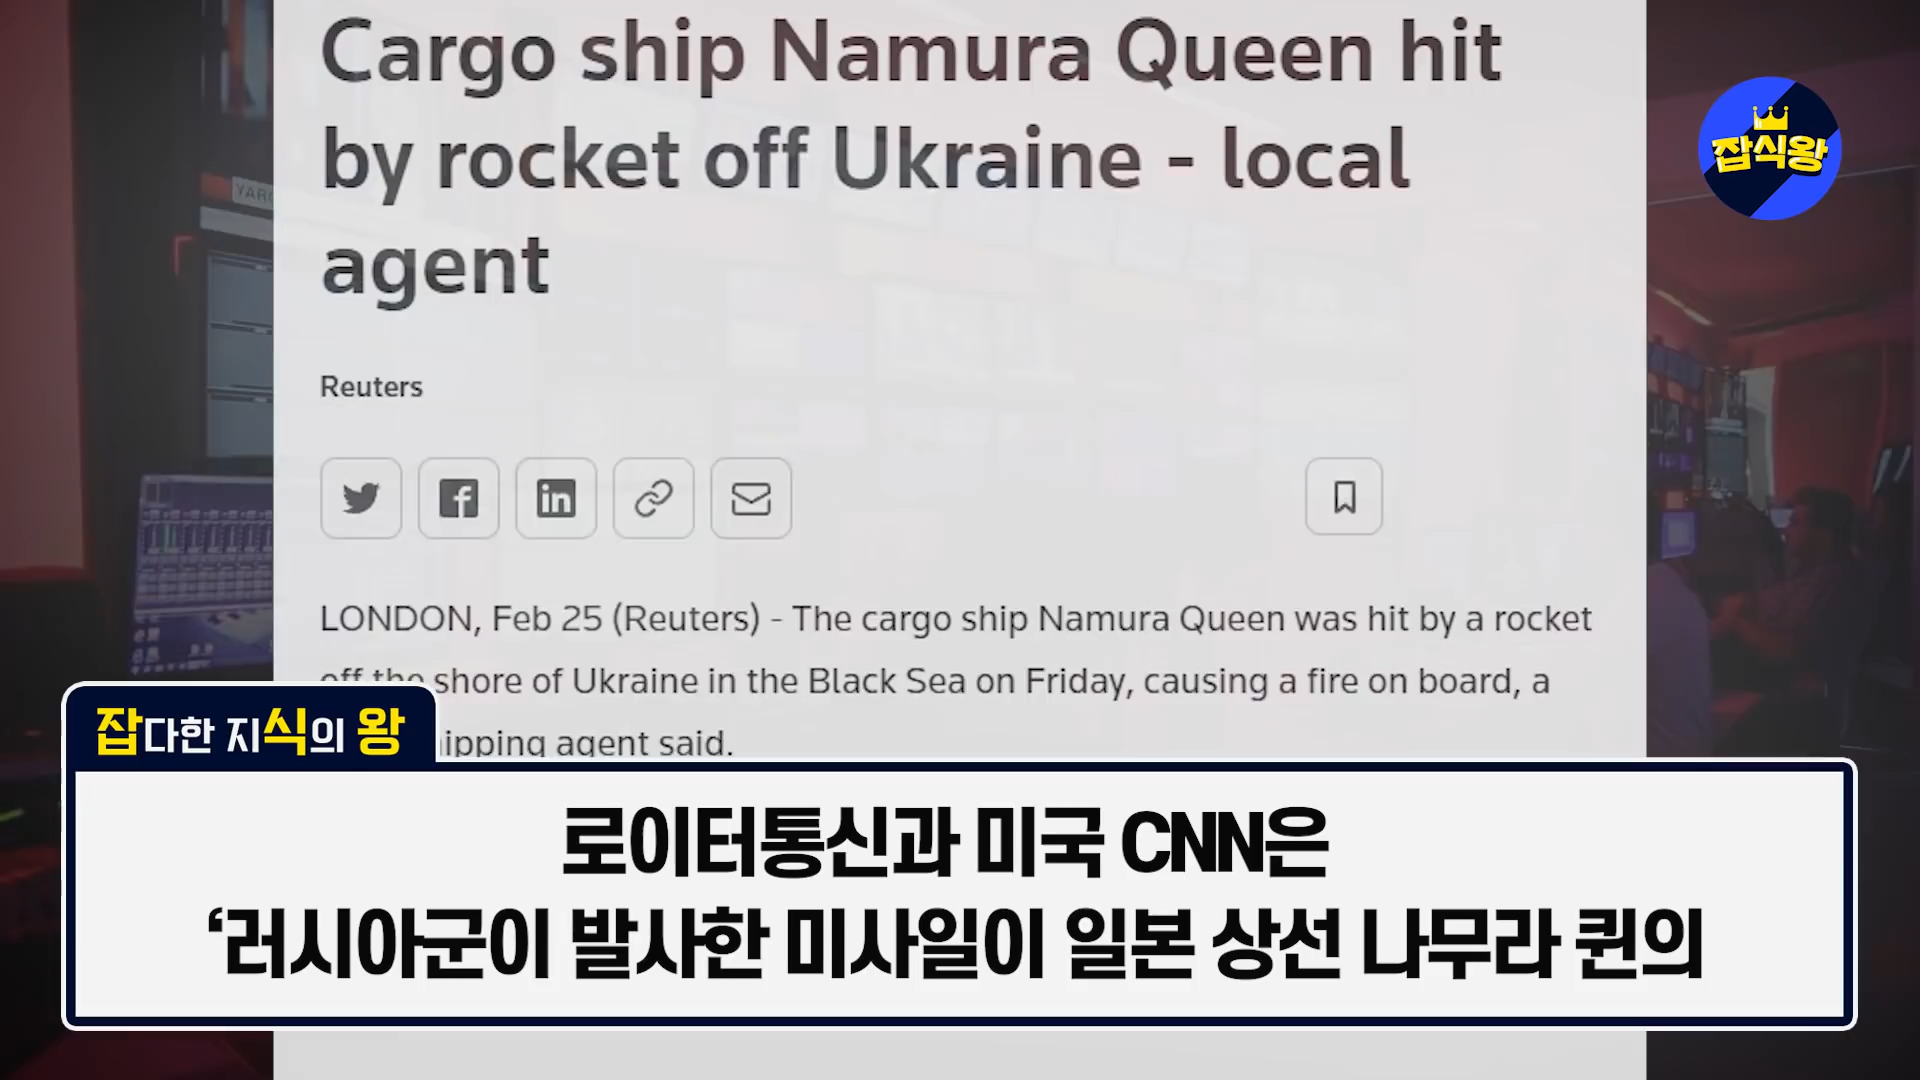 Cargo ship Namura Queen hit
by rocket off Ukraine - local
agent
잡식왕
YARD
Reuters
LONDON, Feb 25 (Reuters) - The cargo ship Namura Queen was hit by a rocket
off the shore of Ukraine in the Black Sea on Friday, causing a fire on board, a
agent said.
잡다한 지식의 왕
로이터통신과 미국 CNN은
‘러시아군이 발사한 미사일이 일본 상선 나무라 퀸의